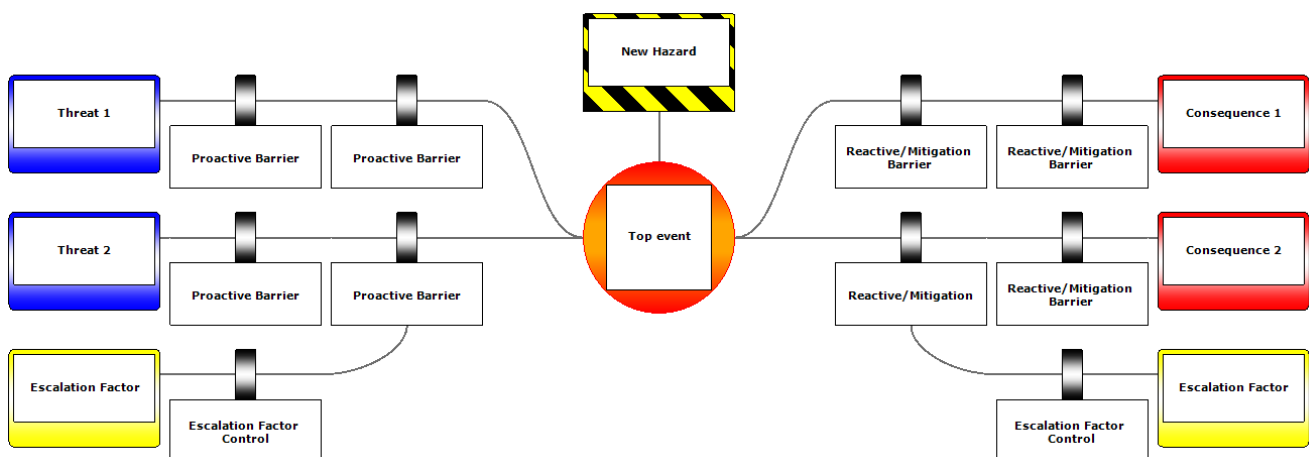 New Hazard
Threat 1
Proactive Barrier
Proactive Barrier
Reactive/Mitigation
Barrier
Reactive/Mitigation
Barrier
Consequence 1
Threat 2
Proactive Barrier
Proactive Barrier
Top event
Reactive/Mitigation
Reactive/Mitigation
Barrier
Consequence 2
Escalation Factor
Escalation Factor
Control
Escalation Factor
Control
Escalation Factor